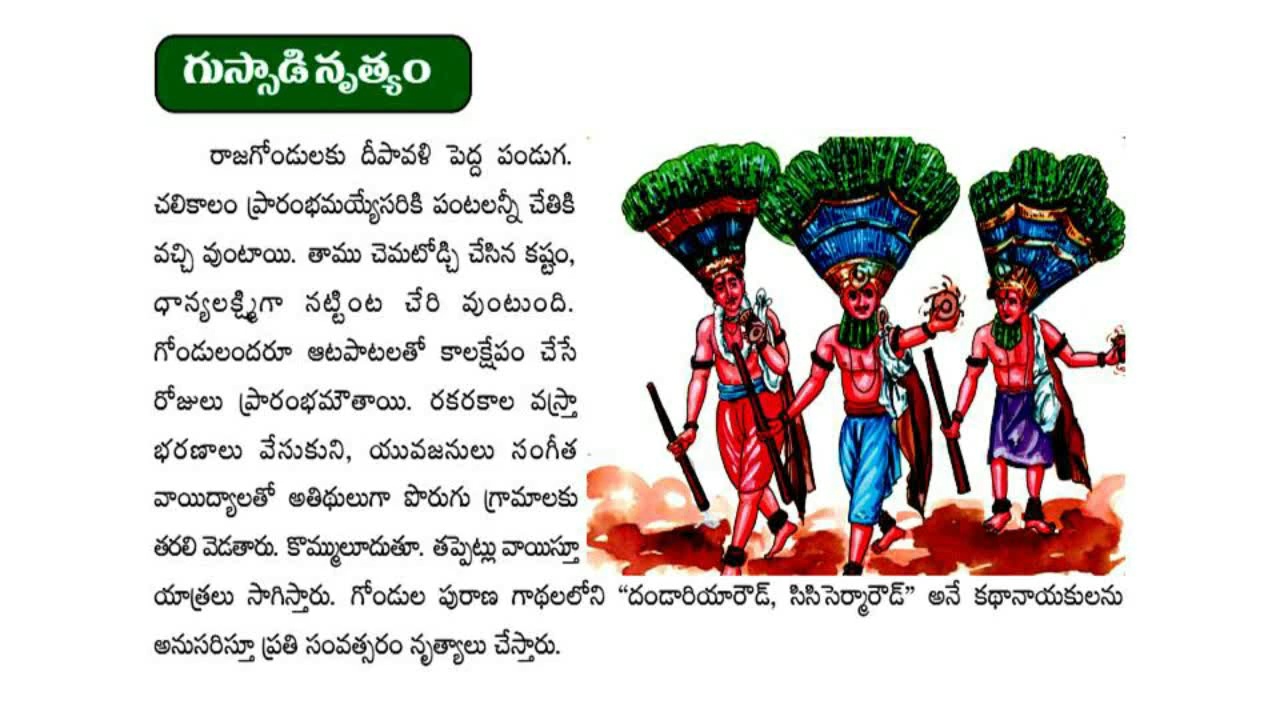 గుస్సాడి నృత్యం
రాజగోండులకు దీపావళి పెద్ద పండుగ.
చలికాలం ప్రారంభమయ్యేసరికి పంటలన్నీ చేతికి
వచ్చి వుంటాయి. తాము చెమటోడ్చి చేసిన కష్టం,
ధాన్యలక్ష్మిగా నట్టింట చేరి వుంటుంది.
గోండులందరూ ఆటపాటలతో కాలక్షేపం చేసే
రోజులు ప్రారంభమౌతాయి. రకరకాల వస్త్రా
భరణాలు వేసుకుని, యువజనులు సంగీత
వాయిద్యాలతో అతిథులుగా పొరుగు గ్రామాలకు
తరలి వెడతారు. కొమ్ములూదుతూ. తప్పెట్లు వాయిస్తూ
యాత్రలు సాగిస్తారు. గోండుల పురాణ గాథలలోని “దండారియారౌడ్, సిసిసెర్మారౌడ్” అనే కథానాయకులను
అనుసరిస్తూ ప్రతి సంవత్సరం నృత్యాలు చేస్తారు.